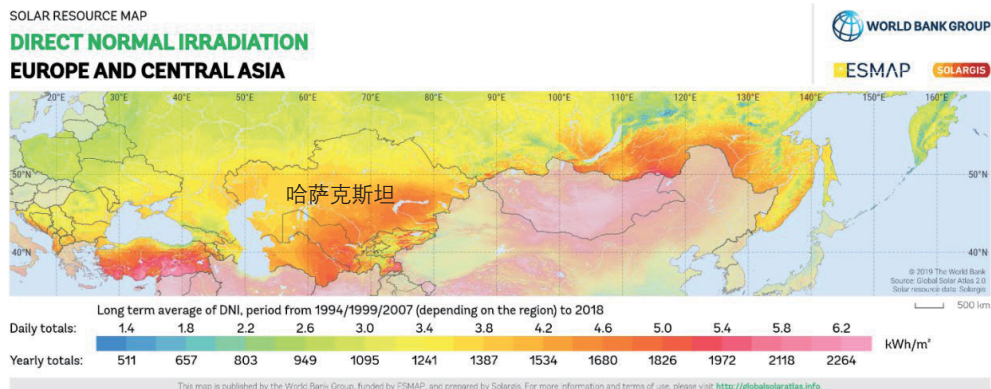 SOLAR RESOURCE MAP
DIRECT NORMAL IRRADIATION
EUROPE AND CENTRAL ASIA
WORLD BANK GROUP
ESMAP
SOLARGIS
20°E 30°E 40°E 50°E 60°E 70°E 80°E 90°E 100°E 110°E 120°E 130°E 140°E 150°E 160°E
50°N 50°N
哈萨克斯坦
40°N 40°N
© 2019 The World Bank
Source: Global Solar Atlas 2.0
Solar resource data: Solargis
500 km
Long term average of DNI, period from 1994/1999/2007 (depending on the region) to 2018
Daily totals: 1.4 1.8 2.2 2.6 3.0 3.4 3.8 4.2 4.6 5.0 5.4 5.8 6.2
kWh/m²
Yearly totals: 511 657 803 949 1095 1241 1387 1534 1680 1826 1972 2118 2264
This map is published by the World Bank Group, funded by ESMAP, and prepared by Solargis. For more information and terms of use, please visit http://globalsolaratlas.info.